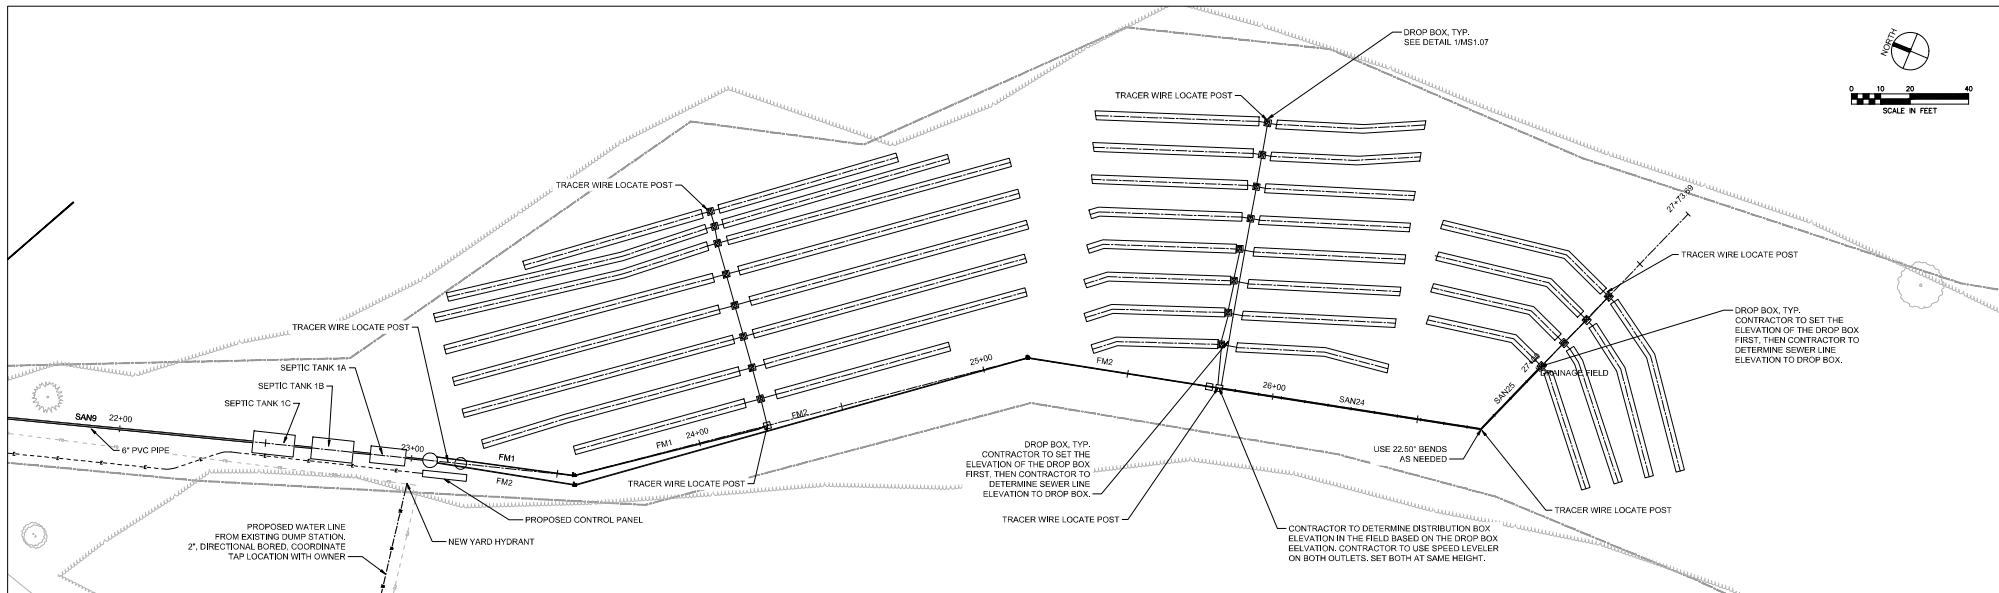 DROP BOX, TYP.
SEE DETAIL 1/MS1.07
NORTH
0 10 20 40
SCALE IN FEET
TRACER WIRE LOCATE POST
TRACER WIRE LOCATE POST
27+73.89
TRACER WIRE LOCATE POST
DROP BOX, TYP.
CONTRACTOR TO SET THE
ELEVATION OF THE DROP BOX
FIRST, THEN CONTRACTOR TO
DETERMINE SEWER LINE
ELEVATION TO DROP BOX.
TRACER WIRE LOCATE POST
SEPTIC TANK 1A
SEPTIC TANK 1B
SEPTIC TANK 1C
25+00
FM2
26+00
SAN24
SAN25
DRAINAGE FIELD
SAN9
22+00
6" PVC PIPE
23+00
FM1
FM2
FM1
24+00
FM2
USE 22.50° BENDS
AS NEEDED
DROP BOX, TYP.
CONTRACTOR TO SET THE
ELEVATION OF THE DROP BOX
FIRST, THEN CONTRACTOR TO
DETERMINE SEWER LINE
ELEVATION TO DROP BOX.
TRACER WIRE LOCATE POST
TRACER WIRE LOCATE POST
TRACER WIRE LOCATE POST
PROPOSED CONTROL PANEL
NEW YARD HYDRANT
PROPOSED WATER LINE
FROM EXISTING DUMP STATION.
2", DIRECTIONAL BORED, COORDINATE
TAP LOCATION WITH OWNER
CONTRACTOR TO DETERMINE DISTRIBUTION BOX
ELEVATION IN THE FIELD BASED ON THE DROP BOX
EELVATION. CONTRACTOR TO USE SPEED LEVELER
ON BOTH OUTLETS. SET BOTH AT SAME HEIGHT.